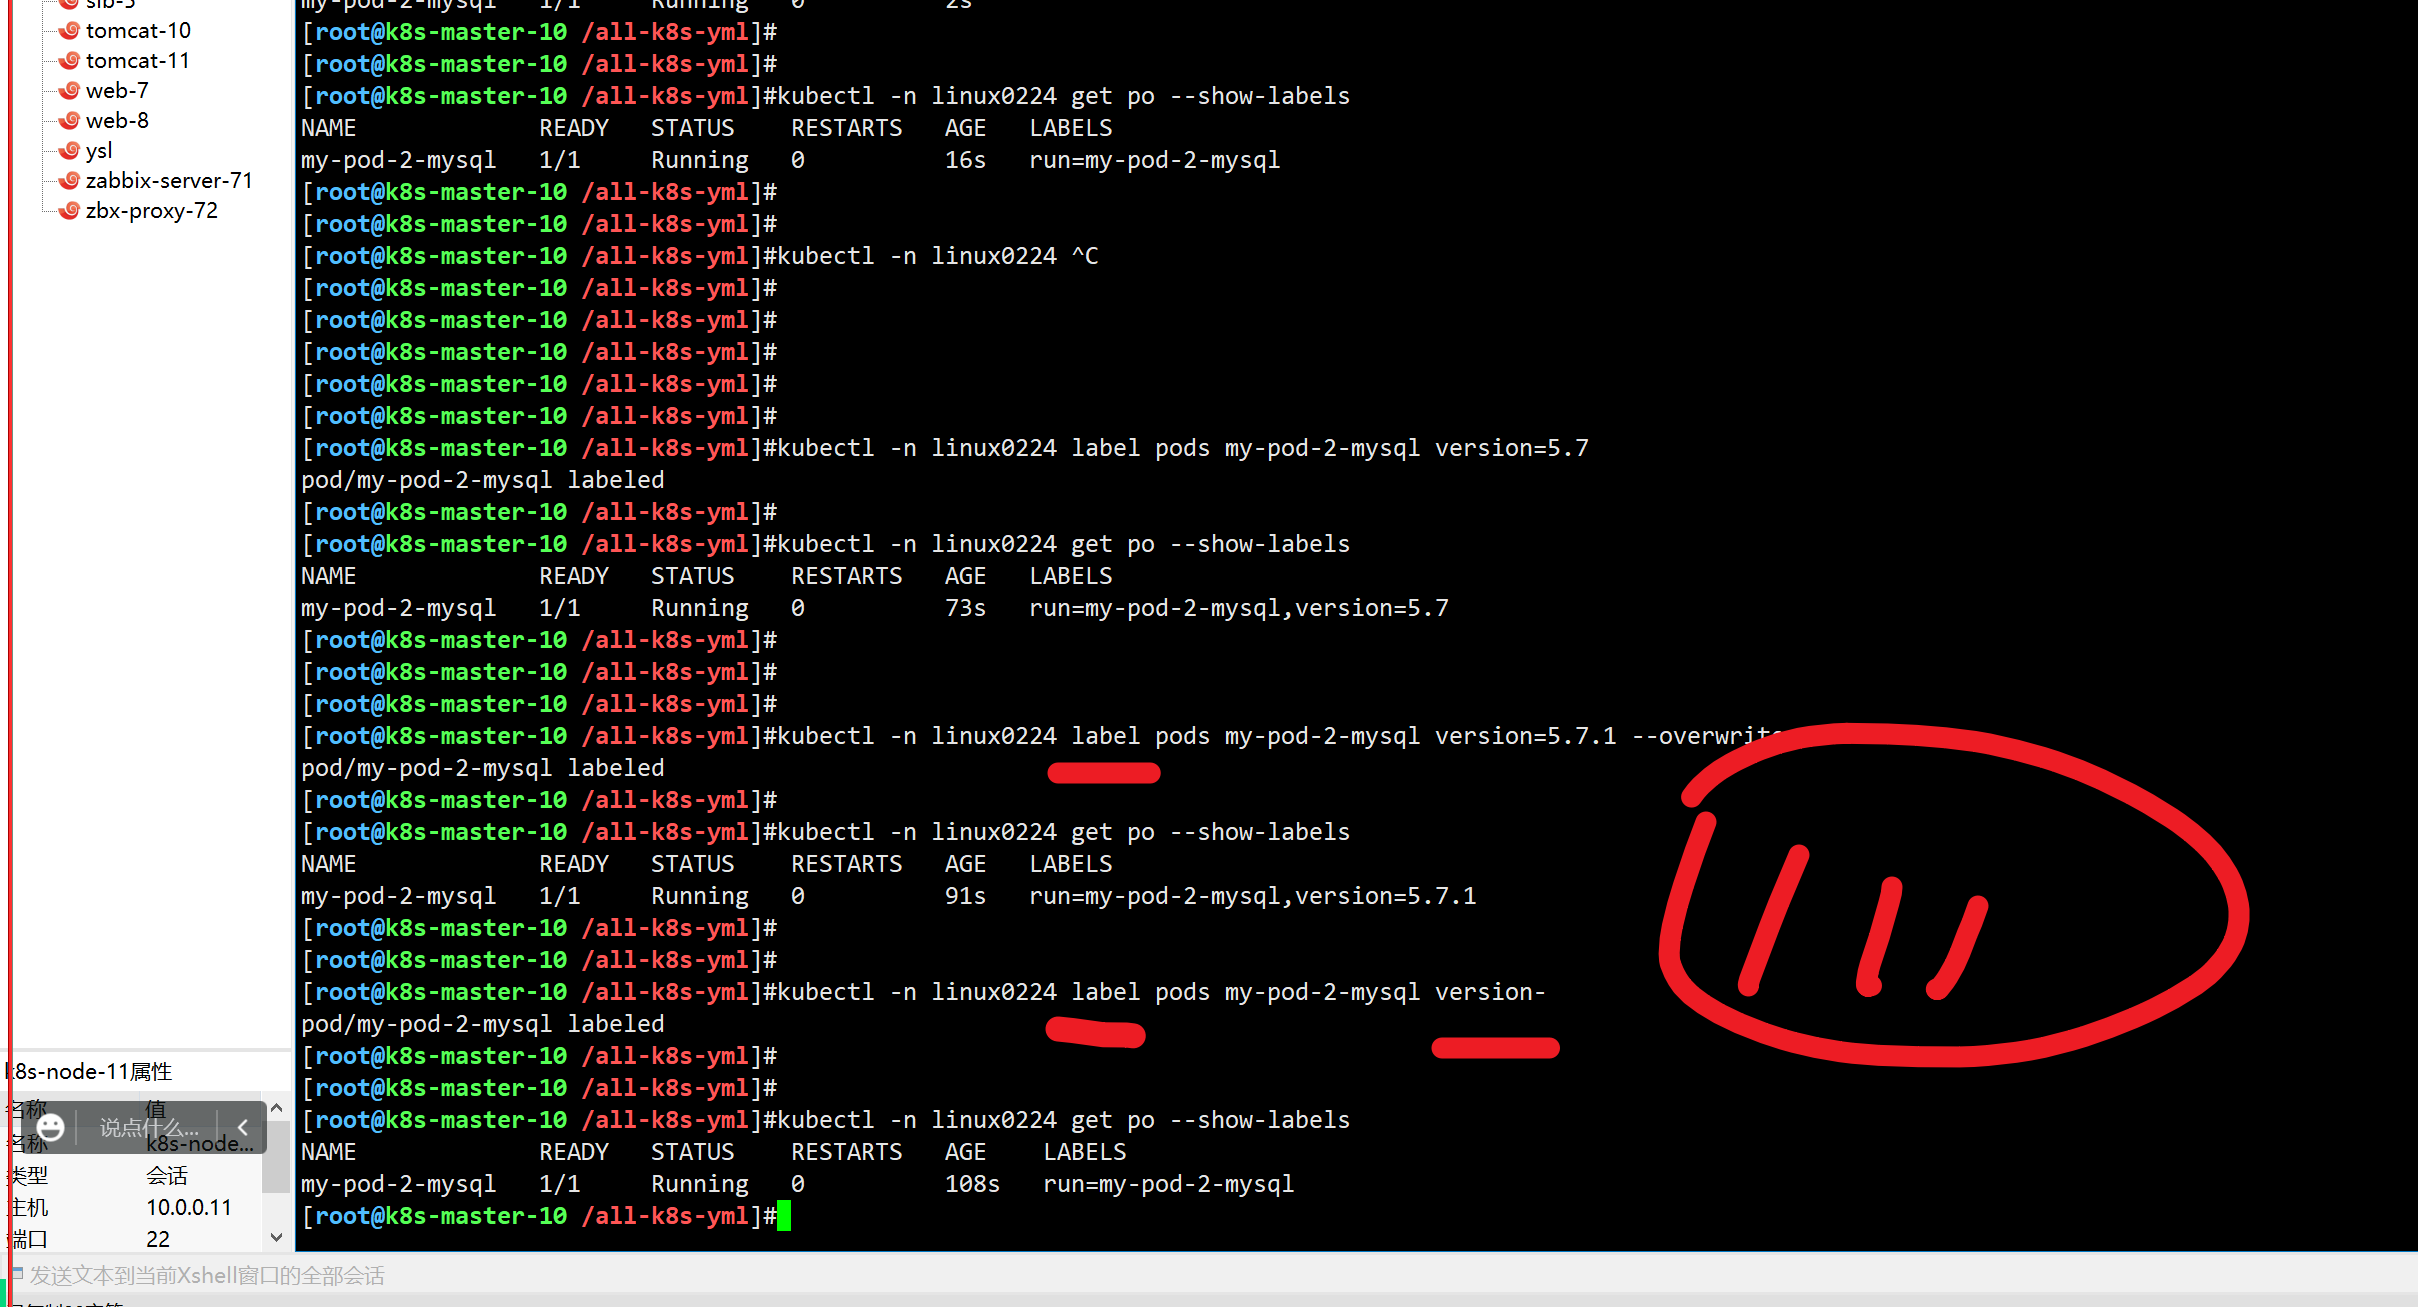 slb-5
tomcat-10
tomcat-11
web-7
web-8
ysl
zabbix-server-71
zbx-proxy-72
k8s-node-11属性
名称 值
说点什么...
名称 k8s-node...
类型 会话
主机 10.0.0.11
端口 22
my-pod-2-mysql 1/1 Running 0 2s
[root@k8s-master-10 /all-k8s-yml]#
[root@k8s-master-10 /all-k8s-yml]#
[root@k8s-master-10 /all-k8s-yml]#kubectl -n linux0224 get po --show-labels
NAME READY STATUS RESTARTS AGE LABELS
my-pod-2-mysql 1/1 Running 0 16s run=my-pod-2-mysql
[root@k8s-master-10 /all-k8s-yml]#
[root@k8s-master-10 /all-k8s-yml]#
[root@k8s-master-10 /all-k8s-yml]#kubectl -n linux0224 ^C
[root@k8s-master-10 /all-k8s-yml]#
[root@k8s-master-10 /all-k8s-yml]#
[root@k8s-master-10 /all-k8s-yml]#
[root@k8s-master-10 /all-k8s-yml]#
[root@k8s-master-10 /all-k8s-yml]#
[root@k8s-master-10 /all-k8s-yml]#kubectl -n linux0224 label pods my-pod-2-mysql version=5.7
pod/my-pod-2-mysql labeled
[root@k8s-master-10 /all-k8s-yml]#
[root@k8s-master-10 /all-k8s-yml]#kubectl -n linux0224 get po --show-labels
NAME READY STATUS RESTARTS AGE LABELS
my-pod-2-mysql 1/1 Running 0 73s run=my-pod-2-mysql,version=5.7
[root@k8s-master-10 /all-k8s-yml]#
[root@k8s-master-10 /all-k8s-yml]#
[root@k8s-master-10 /all-k8s-yml]#
[root@k8s-master-10 /all-k8s-yml]#kubectl -n linux0224 label pods my-pod-2-mysql version=5.7.1 --overwrite
pod/my-pod-2-mysql labeled
[root@k8s-master-10 /all-k8s-yml]#
[root@k8s-master-10 /all-k8s-yml]#kubectl -n linux0224 get po --show-labels
NAME READY STATUS RESTARTS AGE LABELS
my-pod-2-mysql 1/1 Running 0 91s run=my-pod-2-mysql,version=5.7.1
[root@k8s-master-10 /all-k8s-yml]#
[root@k8s-master-10 /all-k8s-yml]#
[root@k8s-master-10 /all-k8s-yml]#kubectl -n linux0224 label pods my-pod-2-mysql version-
pod/my-pod-2-mysql labeled
[root@k8s-master-10 /all-k8s-yml]#
[root@k8s-master-10 /all-k8s-yml]#
[root@k8s-master-10 /all-k8s-yml]#kubectl -n linux0224 get po --show-labels
NAME READY STATUS RESTARTS AGE LABELS
my-pod-2-mysql 1/1 Running 0 108s run=my-pod-2-mysql
[root@k8s-master-10 /all-k8s-yml]#
发送文本到当前Xshell窗口的全部会话